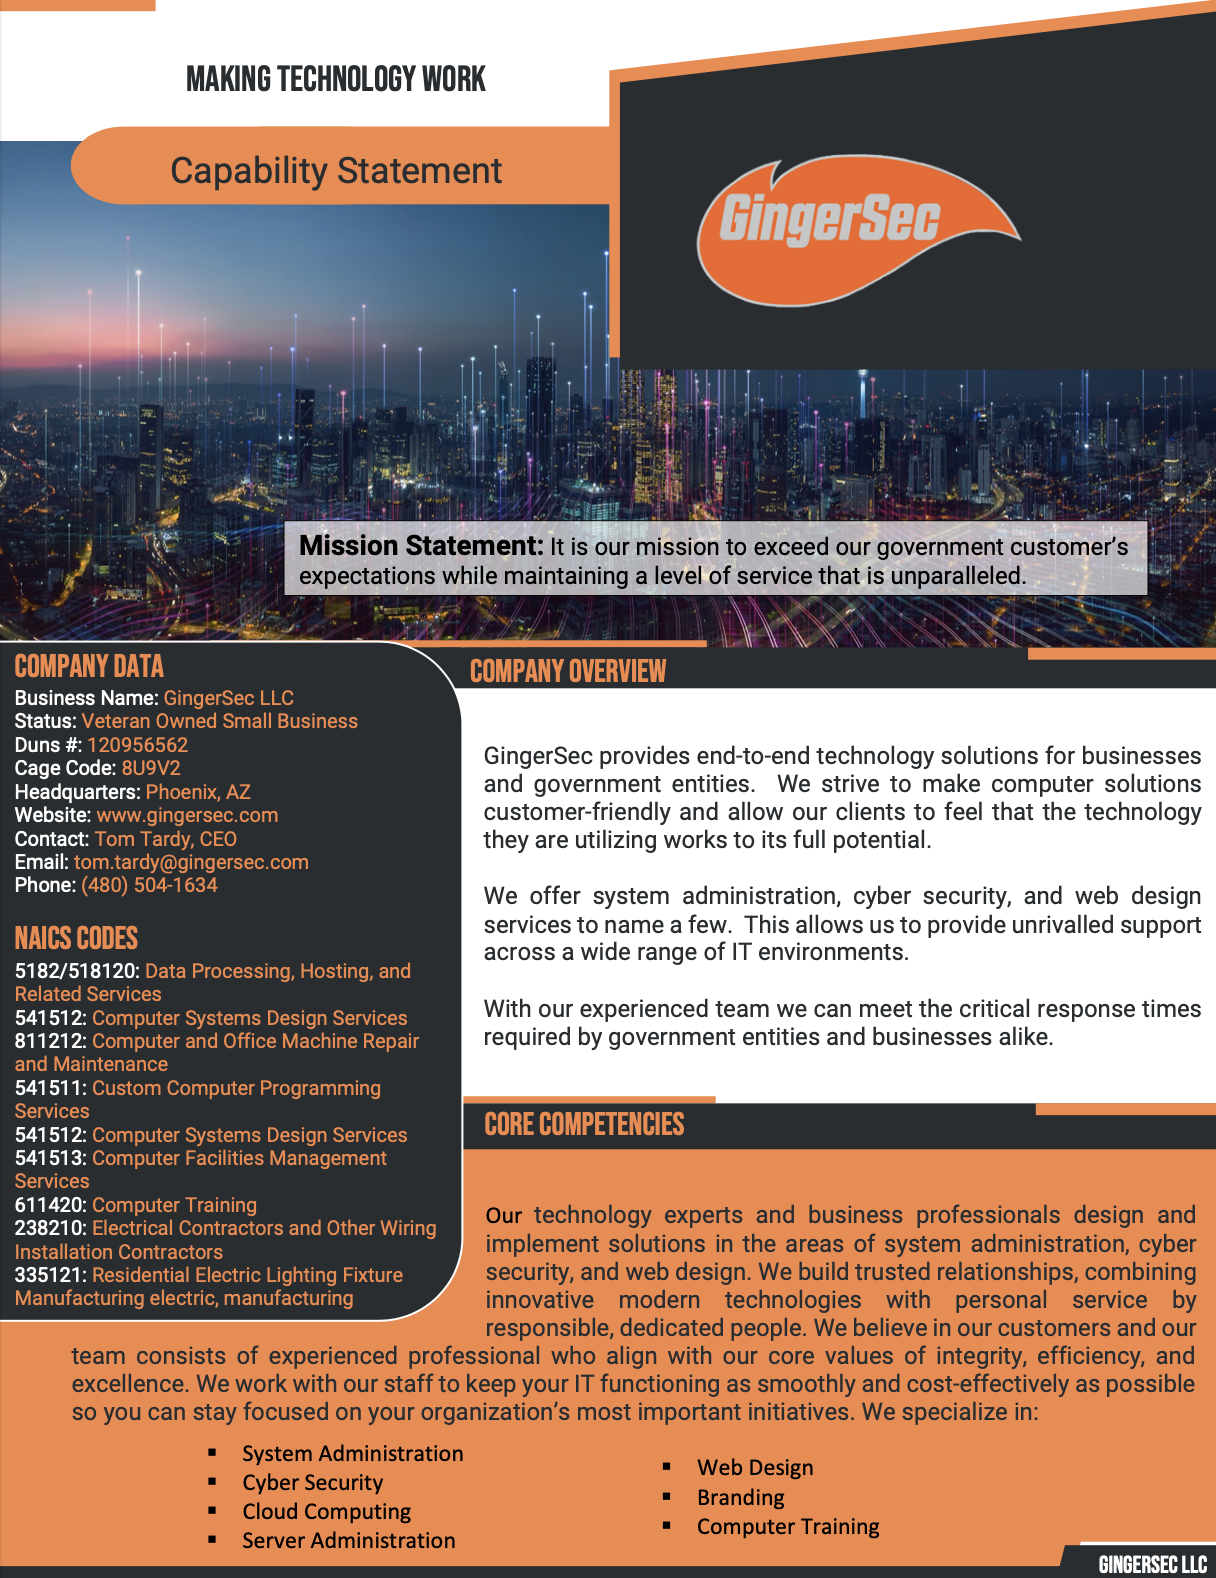 MAKING TECHNOLOGY WORK
Capability Statement
GingerSec
Mission Statement: It is our mission to exceed our government customer's
expectations while maintaining a level of service that is unparalleled.
COMPANY DATA
Business Name: GingerSec LLC
Status: Veteran Owned Small Business
Duns #: 120956562
Cage Code: 8U9V2
Headquarters: Phoenix, AZ
Website: www.gingersec.com
Contact: Tom Tardy, CEO
Email: tom.tardy@gingersec.com
Phone: (480) 504-1634
NAICS CODES
5182/518120: Data Processing, Hosting, and
Related Services
541512: Computer Systems Design Services
811212: Computer and Office Machine Repair
and Maintenance
541511: Custom Computer Programming
Services
541512: Computer Systems Design Services
541513: Computer Facilities Management
Services
611420: Computer Training
238210: Electrical Contractors and Other Wiring
Installation Contractors
335121: Residential Electric Lighting Fixture
Manufacturing electric, manufacturing
COMPANY OVERVIEW
GingerSec provides end-to-end technology solutions for businesses
and government entities. We strive to make computer solutions
customer-friendly and allow our clients to feel that the technology
they are utilizing works to its full potential.
We offer system administration, cyber security, and web design
services to name a few. This allows us to provide unrivalled support
across a wide range of IT environments.
With our experienced team we can meet the critical response times
required by government entities and businesses alike.
CORE COMPETENCIES
Our technology experts and business professionals design and
implement solutions in the areas of system administration, cyber
security, and web design. We build trusted relationships, combining
innovative modern technologies with personal service by
responsible, dedicated people. We believe in our customers and our
team consists of experienced professional who align with our core values of integrity, efficiency, and
excellence. We work with our staff to keep your IT functioning as smoothly and cost-effectively as possible
so you can stay focused on your organization's most important initiatives. We specialize in:
▪ System Administration
▪ Cyber Security
▪ Cloud Computing
▪ Server Administration
▪ Web Design
▪ Branding
▪ Computer Training
GINGERSEC LLC